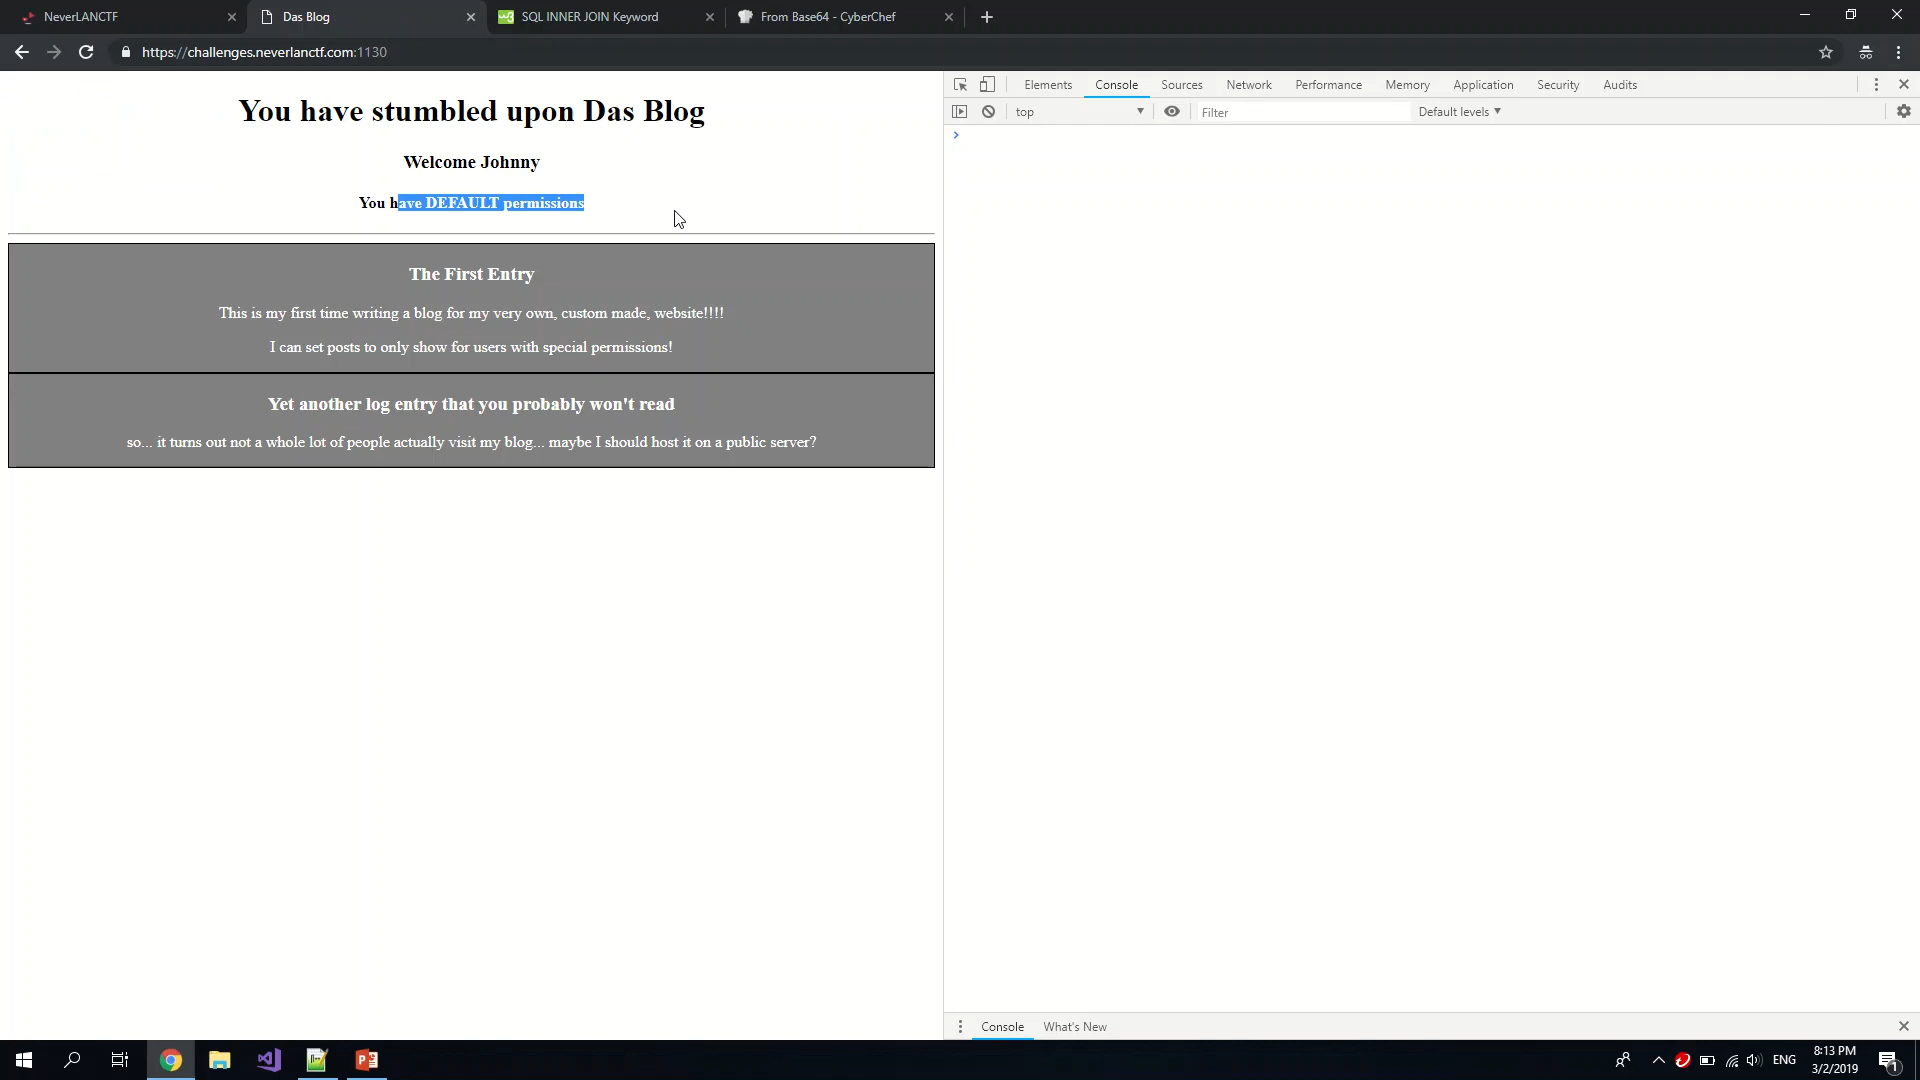 NeverLANCTF
Das Blog
SQL INNER JOIN Keyword
From Base64 - CyberChef
https://challenges.neverlanctf.com:1130
You have stumbled upon Das Blog
Welcome Johnny
You have DEFAULT permissions
The First Entry
This is my first time writing a blog for my very own, custom made, website!!!!
I can set posts to only show for users with special permissions!
Yet another log entry that you probably won't read
so... it turns out not a whole lot of people actually visit my blog... maybe I should host it on a public server?
Elements Console Sources Network Performance Memory Application Security Audits
top Filter Default levels
Console What's New
ENG
8:13 PM
3/2/2019
1